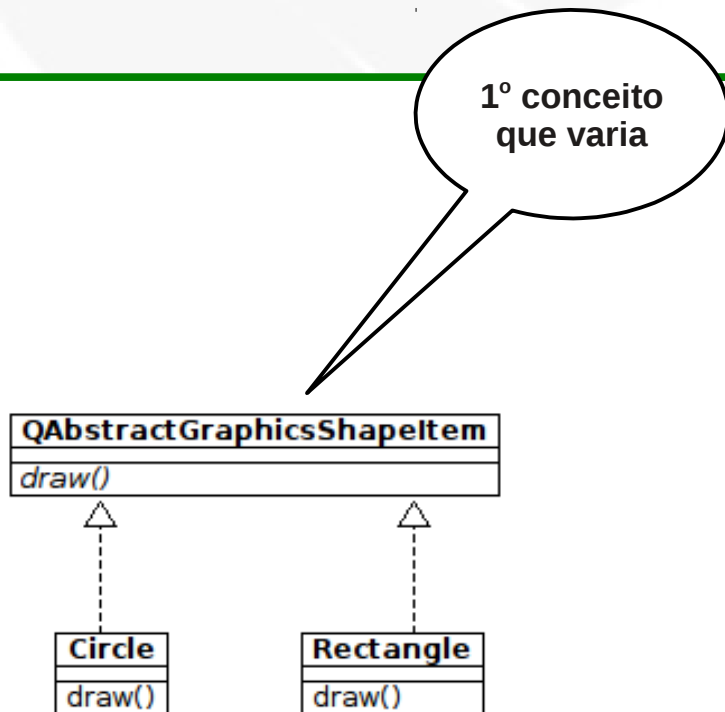 1º conceito
que varia
QAbstractGraphicsShapeItem
draw()
Circle
draw()
Rectangle
draw()